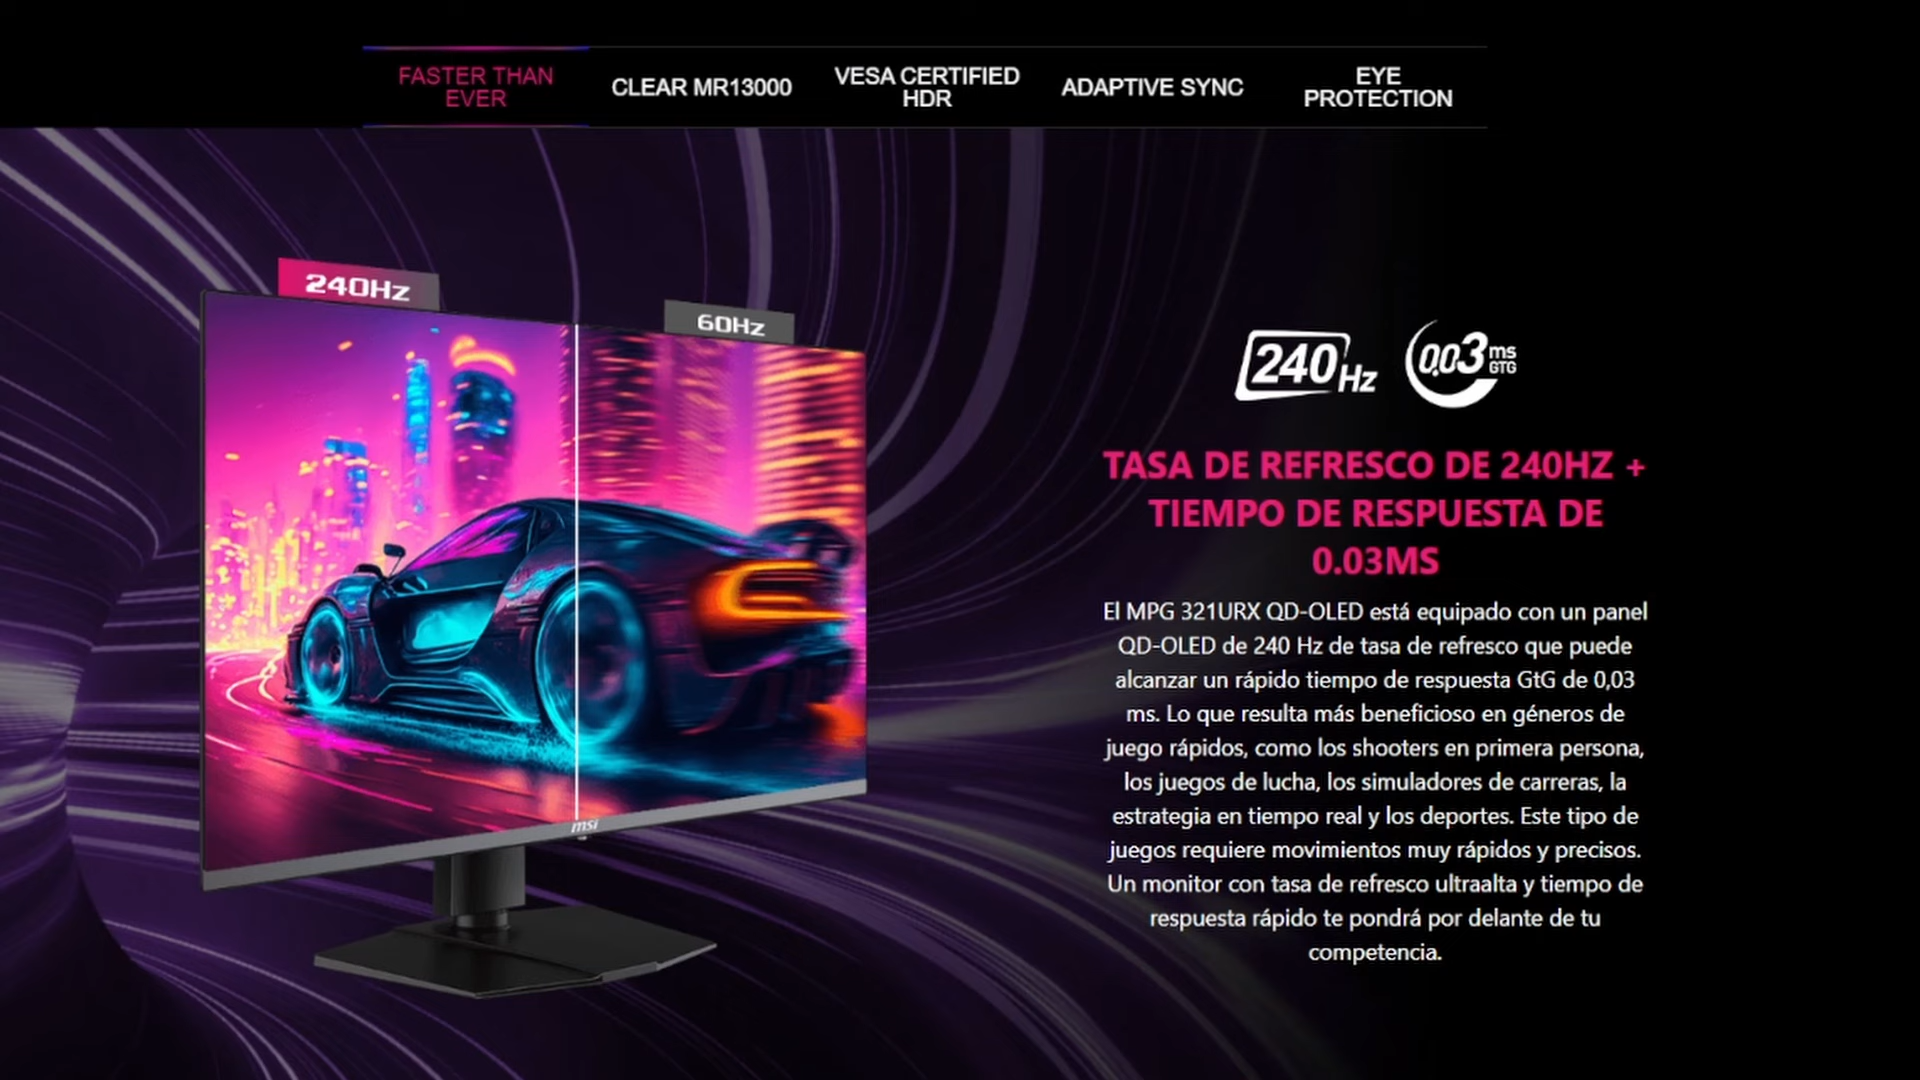 FASTER THAN
EVER
CLEAR MR13000
VESA CERTIFIED
HDR
ADAPTIVE SYNC
EYE
PROTECTION
240Hz
60Hz
msi
240Hz
0.03 ms
GTG
TASA DE REFRESCO DE 240HZ +
TIEMPO DE RESPUESTA DE
0.03MS
El MPG 321URX QD-OLED está equipado con un panel
QD-OLED de 240 Hz de tasa de refresco que puede
alcanzar un rápido tiempo de respuesta GtG de 0,03
ms. Lo que resulta más beneficioso en géneros de
juego rápidos, como los shooters en primera persona,
los juegos de lucha, los simuladores de carreras, la
estrategia en tiempo real y los deportes. Este tipo de
juegos requiere movimientos muy rápidos y precisos.
Un monitor con tasa de refresco ultraalta y tiempo de
respuesta rápido te pondrá por delante de tu
competencia.